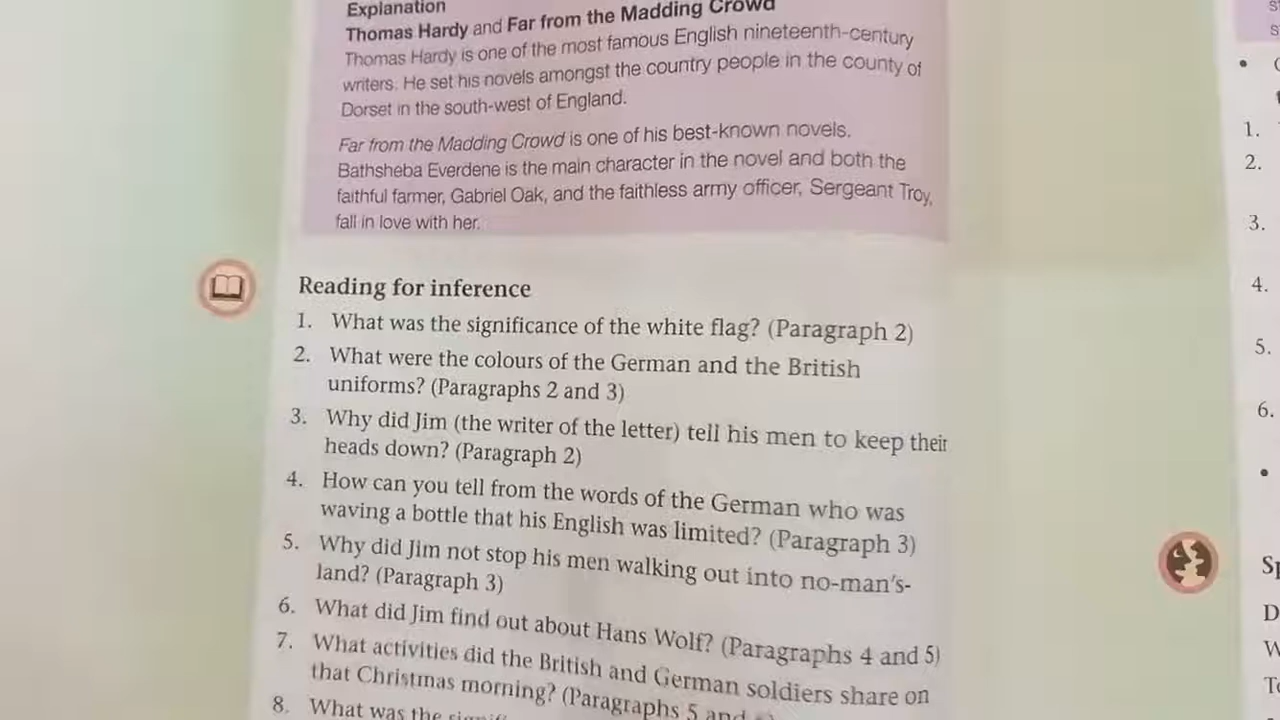 Explanation
Thomas Hardy and Far from the Madding Crowd
Thomas Hardy is one of the most famous English nineteenth-century
writers. He set his novels amongst the country people in the county of
Dorset in the south-west of England.
Far from the Madding Crowd is one of his best-known novels.
Bathsheba Everdene is the main character in the novel and both the
faithful farmer, Gabriel Oak, and the faithless army officer, Sergeant Troy,
fall in love with her.
Reading for inference
1. What was the significance of the white flag? (Paragraph 2)
2. What were the colours of the German and the British
uniforms? (Paragraphs 2 and 3)
3. Why did Jim (the writer of the letter) tell his men to keep their
heads down? (Paragraph 2)
4. How can you tell from the words of the German who was
waving a bottle that his English was limited? (Paragraph 3)
5. Why did Jim not stop his men walking out into no-man's-
land? (Paragraph 3)
6. What did Jim find out about Hans Wolf? (Paragraphs 4 and 5)
7. What activities did the British and German soldiers share on
that Christmas morning? (Paragraphs 5 and
8. What was the
1.
2.
3.
4.
5.
6.